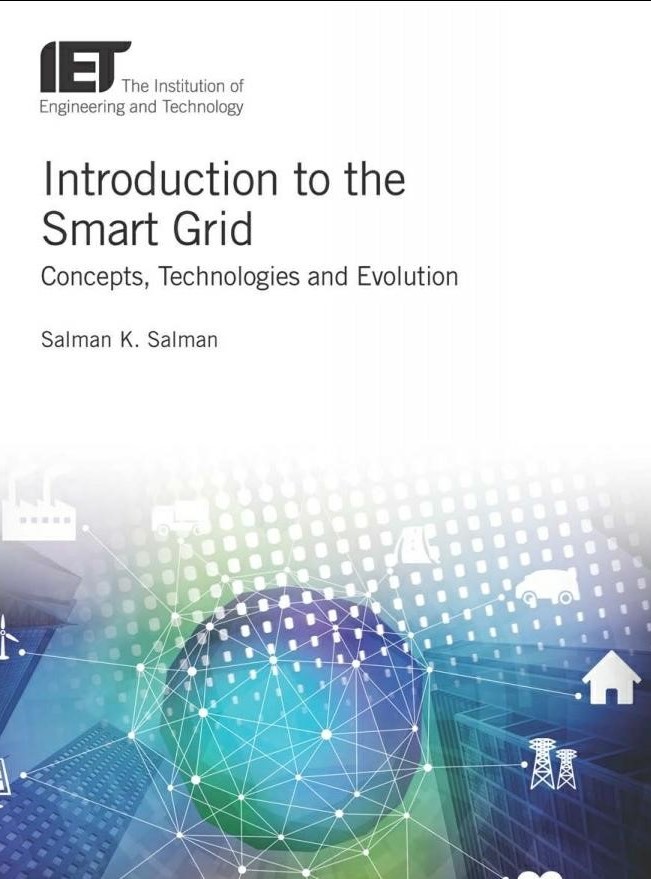 IET The Institution of
Engineering and Technology
Introduction to the
Smart Grid
Concepts, Technologies and Evolution
Salman K. Salman